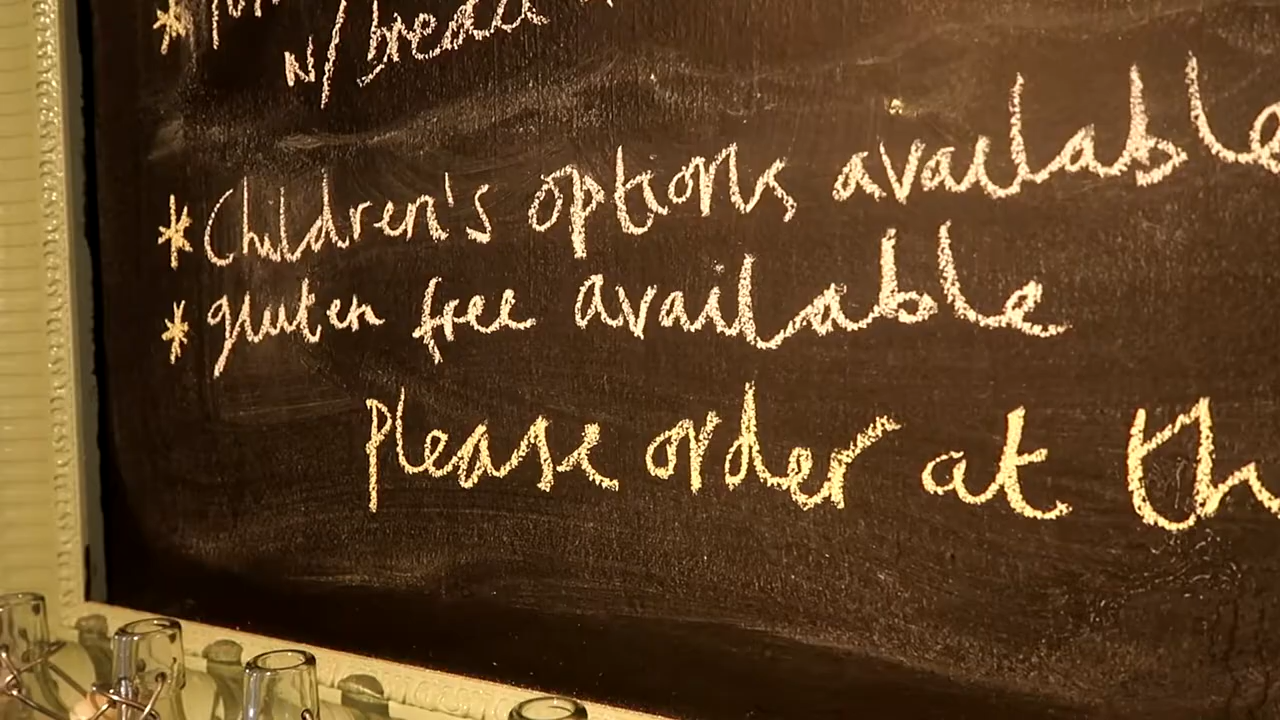 *
w/ bread
* Children's options available
* gluten free available
Please order at th